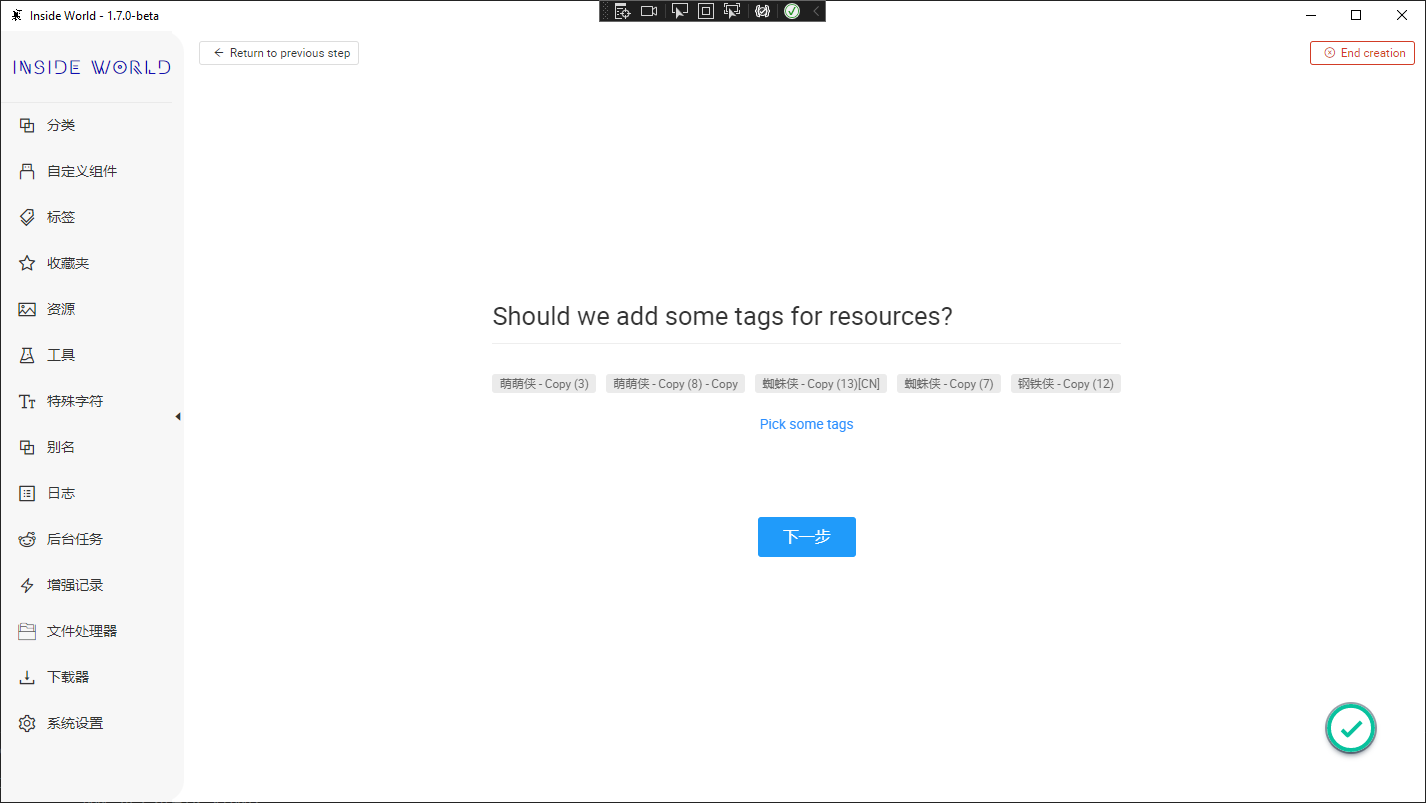 Inside World - 1.7.0-beta
INSIDE WORLD
Return to previous step
End creation
分类
自定义组件
标签
收藏夹
资源
工具
特殊字符
别名
日志
后台任务
增强记录
文件处理器
下载器
系统设置
Should we add some tags for resources?
萌萌侠 - Copy (3) 萌萌侠 - Copy (8) - Copy 蜘蛛侠 - Copy (13)[CN] 蜘蛛侠 - Copy (7) 钢铁侠 - Copy (12)
Pick some tags
下一步